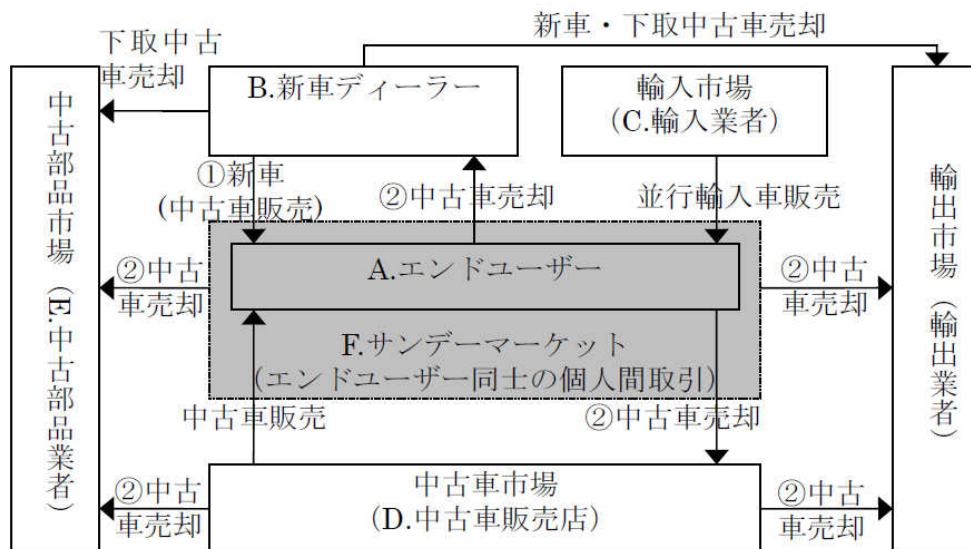 新車・下取中古車売却
下取中古
車売却
B.新車ディーラー
輸入市場
(C.輸入業者)
中古部品市場(E.中古部品業者)
輸出市場(輸出業者)
①新車
(中古車販売)
②中古車売却
並行輸入車販売
A.エンドユーザー
②中古
車売却
②中古
車売却
F.サンデーマーケット
(エンドユーザー同士の個人間取引)
中古車販売
②中古車売却
中古車市場
(D.中古車販売店)
②中古
車売却
②中古
車売却